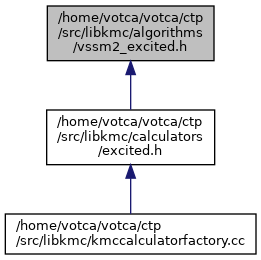 /home/votca/votca/ctp
/src/libkmc/algorithms
/vssm2_excited.h
/home/votca/votca/ctp
/src/libkmc/calculators
/excited.h
/home/votca/votca/ctp
/src/libkmc/kmccalculatorfactory.cc